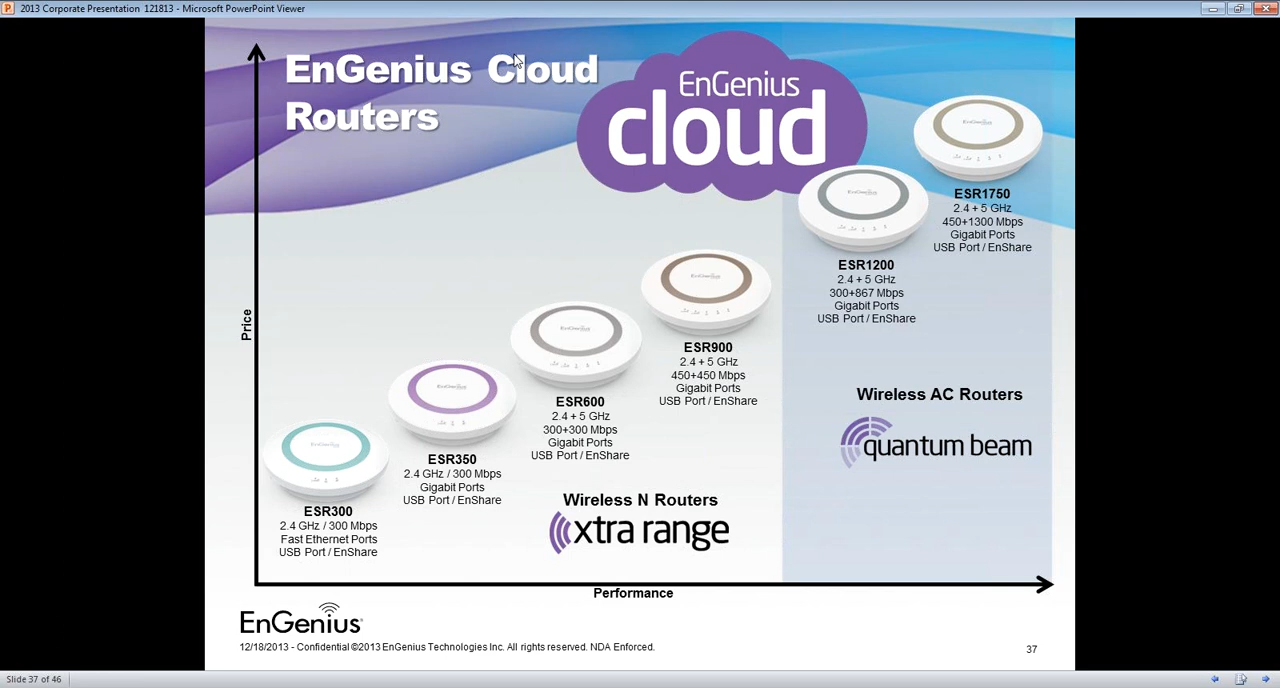 2013 Corporate Presentation 121813 - Microsoft PowerPoint Viewer
EnGenius Cloud
Routers
EnGenius
cloud
Price
ESR1750
2.4 + 5 GHz
450+1300 Mbps
Gigabit Ports
USB Port / EnShare
ESR1200
2.4 + 5 GHz
300+867 Mbps
Gigabit Ports
USB Port / EnShare
ESR900
2.4 + 5 GHz
450+450 Mbps
Gigabit Ports
USB Port / EnShare
ESR600
2.4 + 5 GHz
300+300 Mbps
Gigabit Ports
USB Port / EnShare
ESR350
2.4 GHz / 300 Mbps
Gigabit Ports
USB Port / EnShare
ESR300
2.4 GHz / 300 Mbps
Fast Ethernet Ports
USB Port / EnShare
Wireless AC Routers
quantum beam
Wireless N Routers
xtra range
Performance
EnGenius
12/18/2013 - Confidential ©2013 EnGenius Technologies Inc. All rights reserved. NDA Enforced.
37
Slide 37 of 46